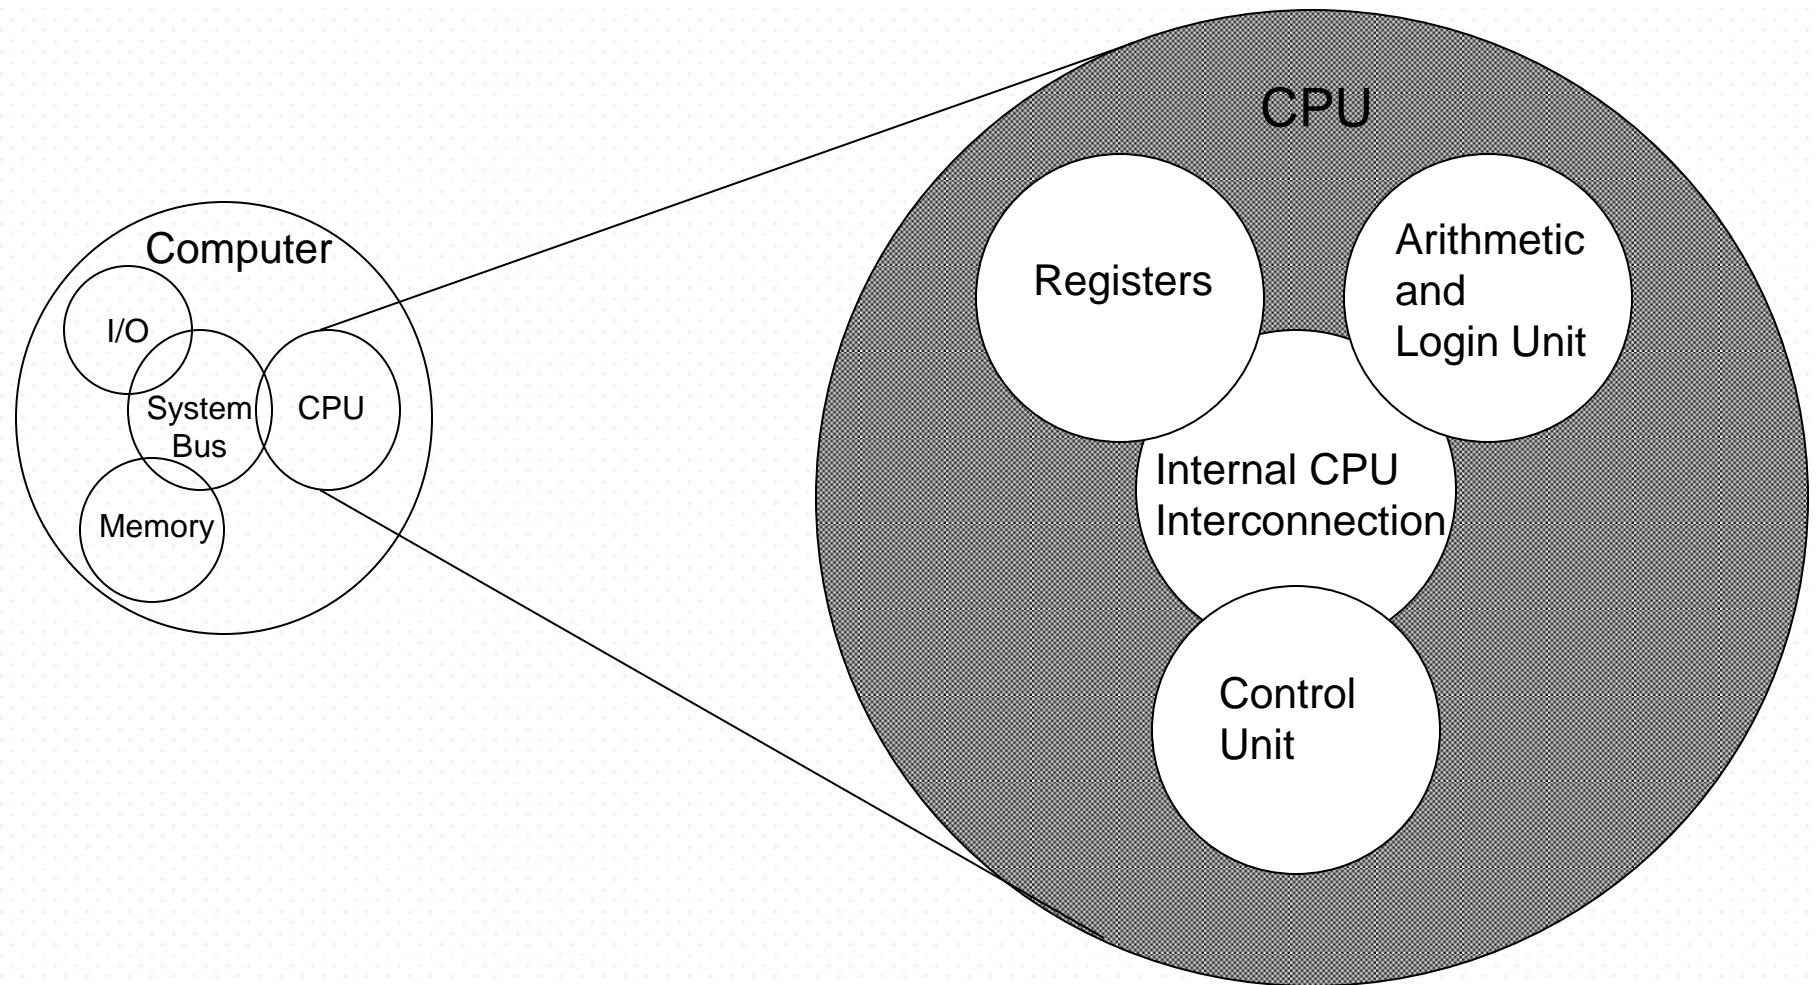 Computer
I/O
System
Bus
CPU
Memory
CPU
Registers
Arithmetic
and
Login Unit
Internal CPU
Interconnection
Control
Unit